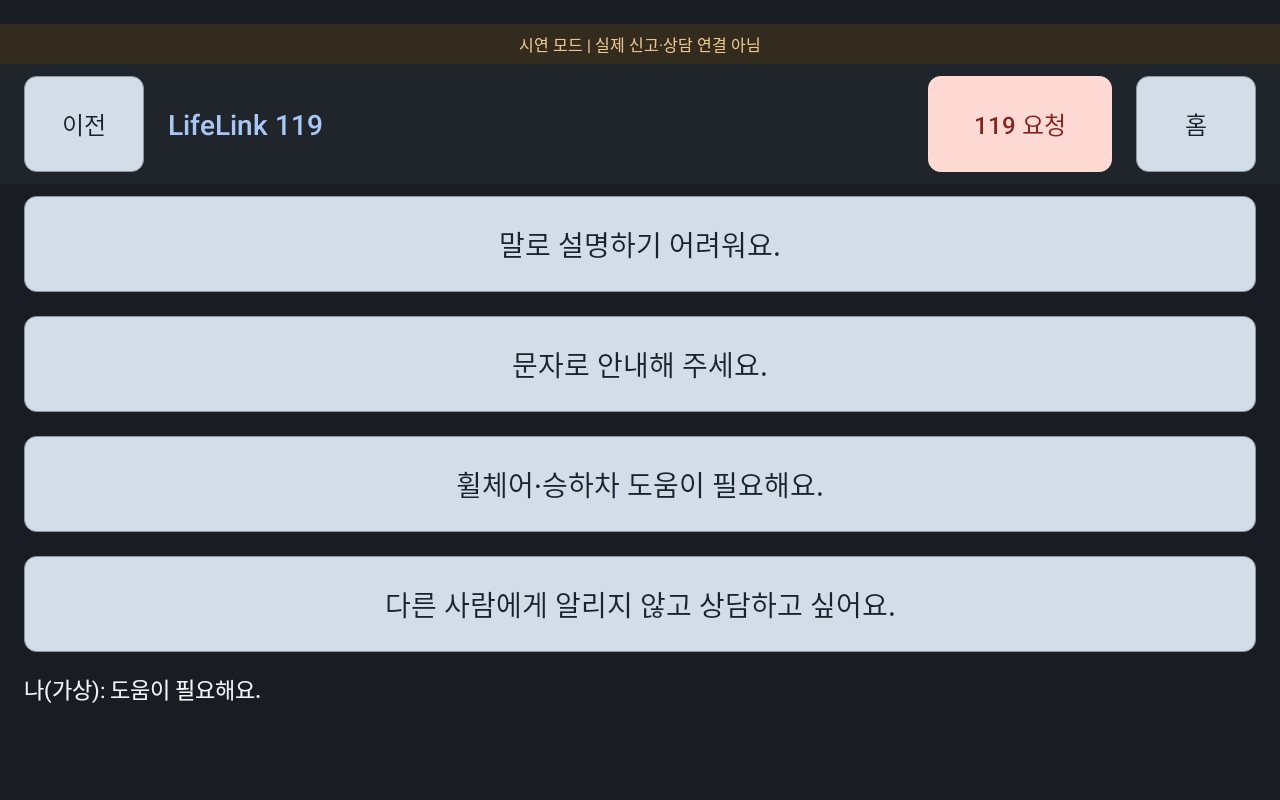 시연 모드 | 실제 신고·상담 연결 아님
이전
LifeLink 119
119 요청
홈
말로 설명하기 어려워요.
문자로 안내해 주세요.
휠체어·승하차 도움이 필요해요.
다른 사람에게 알리지 않고 상담하고 싶어요.
나(가상): 도움이 필요해요.